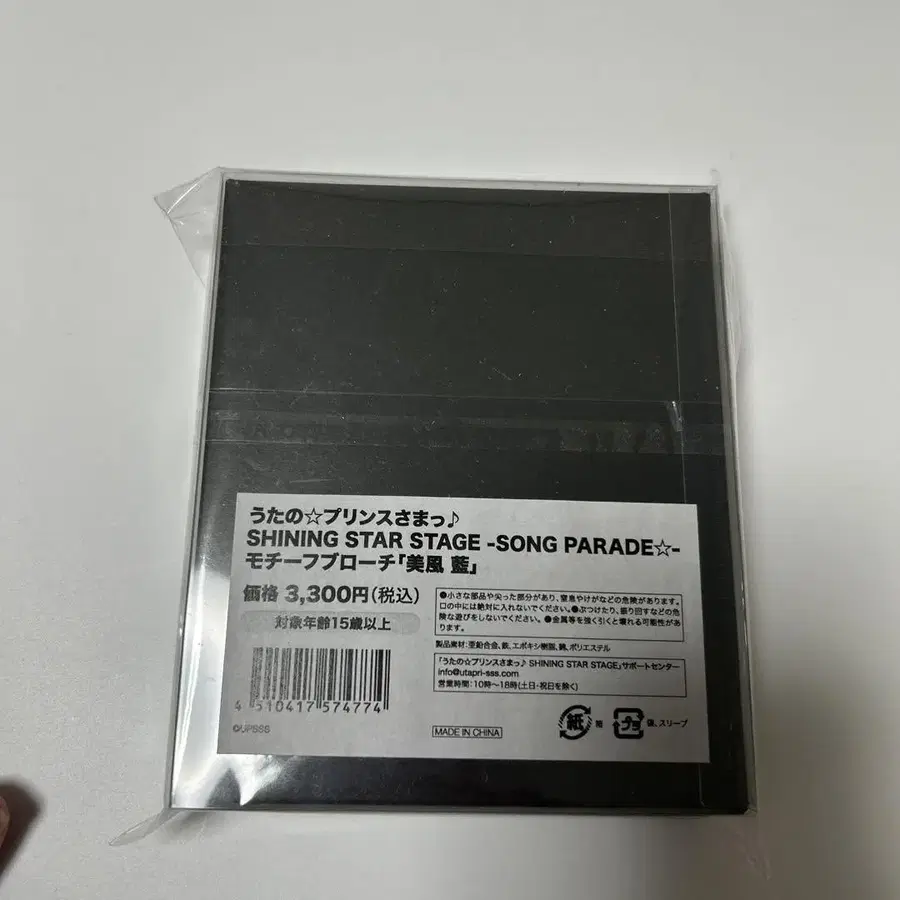 うたの☆プリンスさまっ♪
SHINING STAR STAGE -SONG PARADE☆-
モチーフブローチ「美風 藍」
価格 3,300円(税込)
対象年齢15歳以上
●小さな部品や尖った部分があり、窒息やけがなどの危険があります。
口の中には絶対に入れないでください。●ぶつけたり、振り回すなどの危
険な遊びをしないでください。●金属等を強く引くと壊れる可能性があ
ります。
製品素材:亜鉛合金、鉄、エポキシ樹脂、綿、ポリエステル
「うたの☆プリンスさまっ♪ SHINING STAR STAGE」サポートセンター
info@utapri-sss.com
営業時間:10時〜18時(土日・祝日を除く)
4 510417 574774
©UPSSS
MADE IN CHINA
紙 箱
プラ 袋、スリーブ